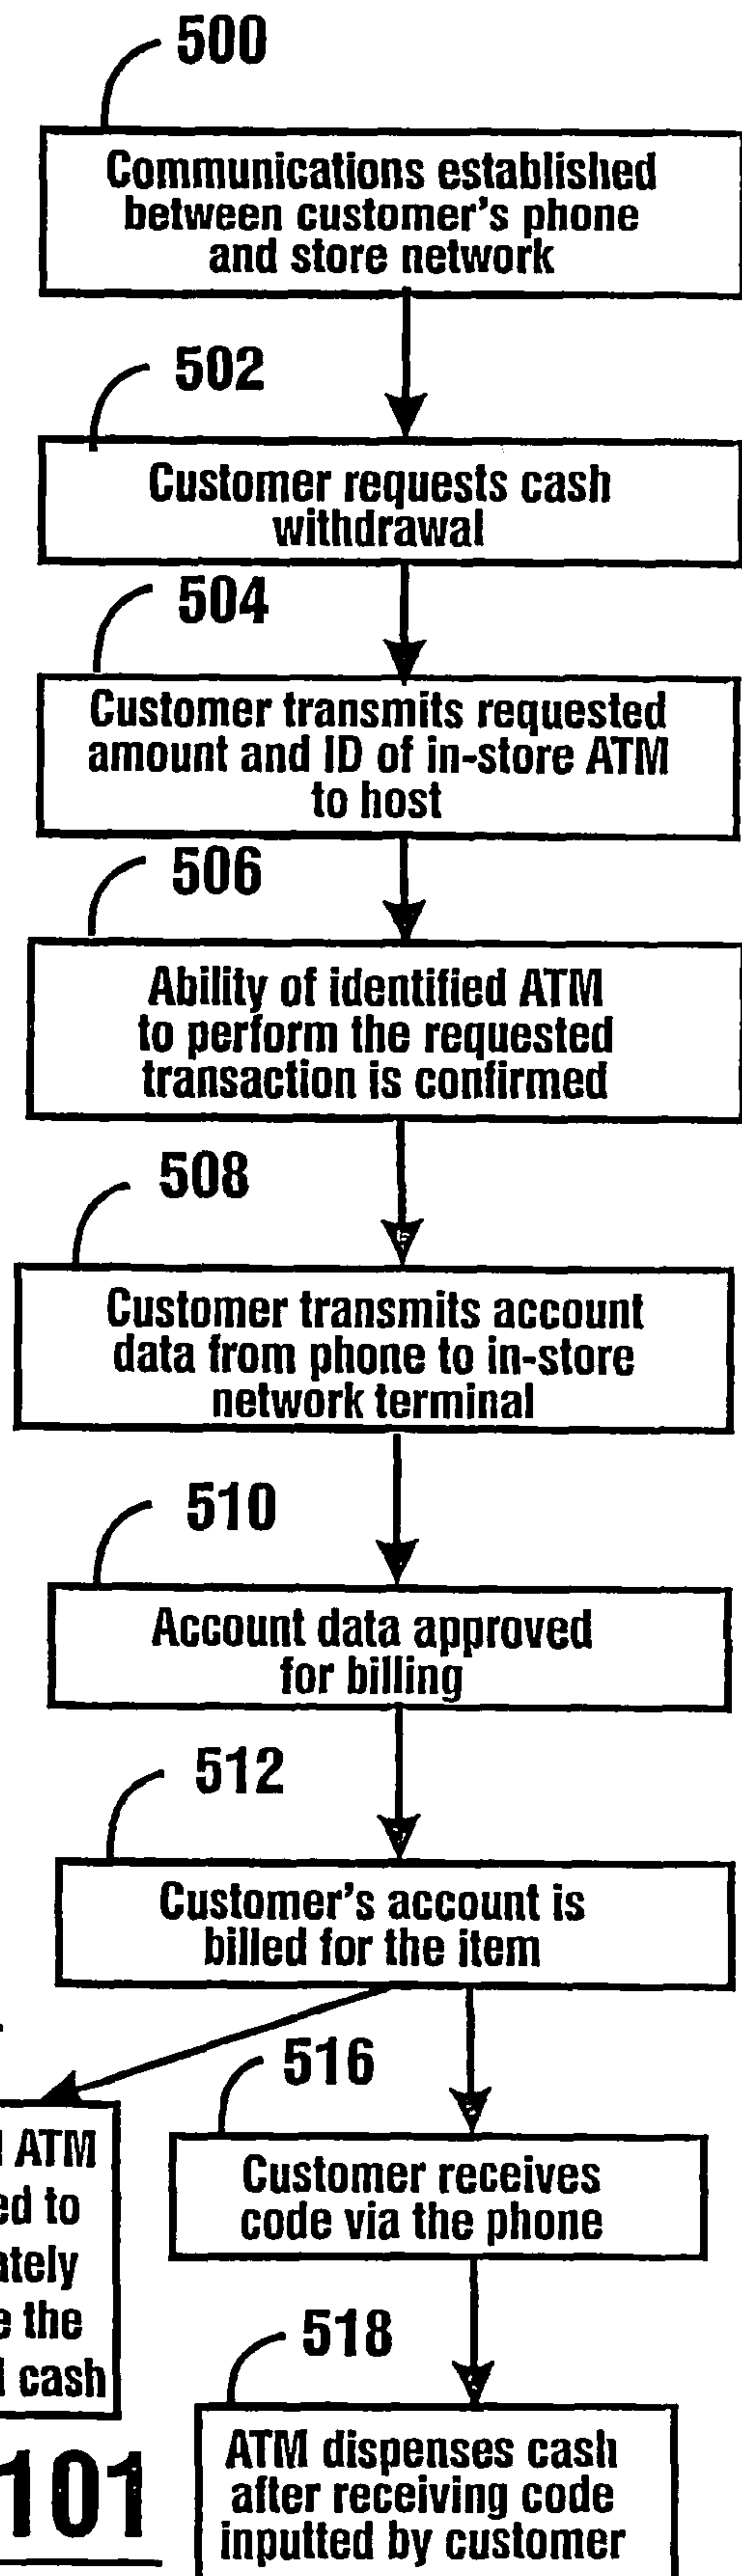 500
Communications established
between customer's phone
and store network
502
Customer requests cash
withdrawal
504
Customer transmits requested
amount and ID of in-store ATM
to host
506
Ability of identified ATM
to perform the requested
transaction is confirmed
508
Customer transmits account
data from phone to in-store
network terminal
510
Account data approved
for billing
512
Customer's account is
billed for the item
ATM
to
the
cash
516
Customer receives
code via the phone
518
ATM dispenses cash
after receiving code
inputted by customer
101